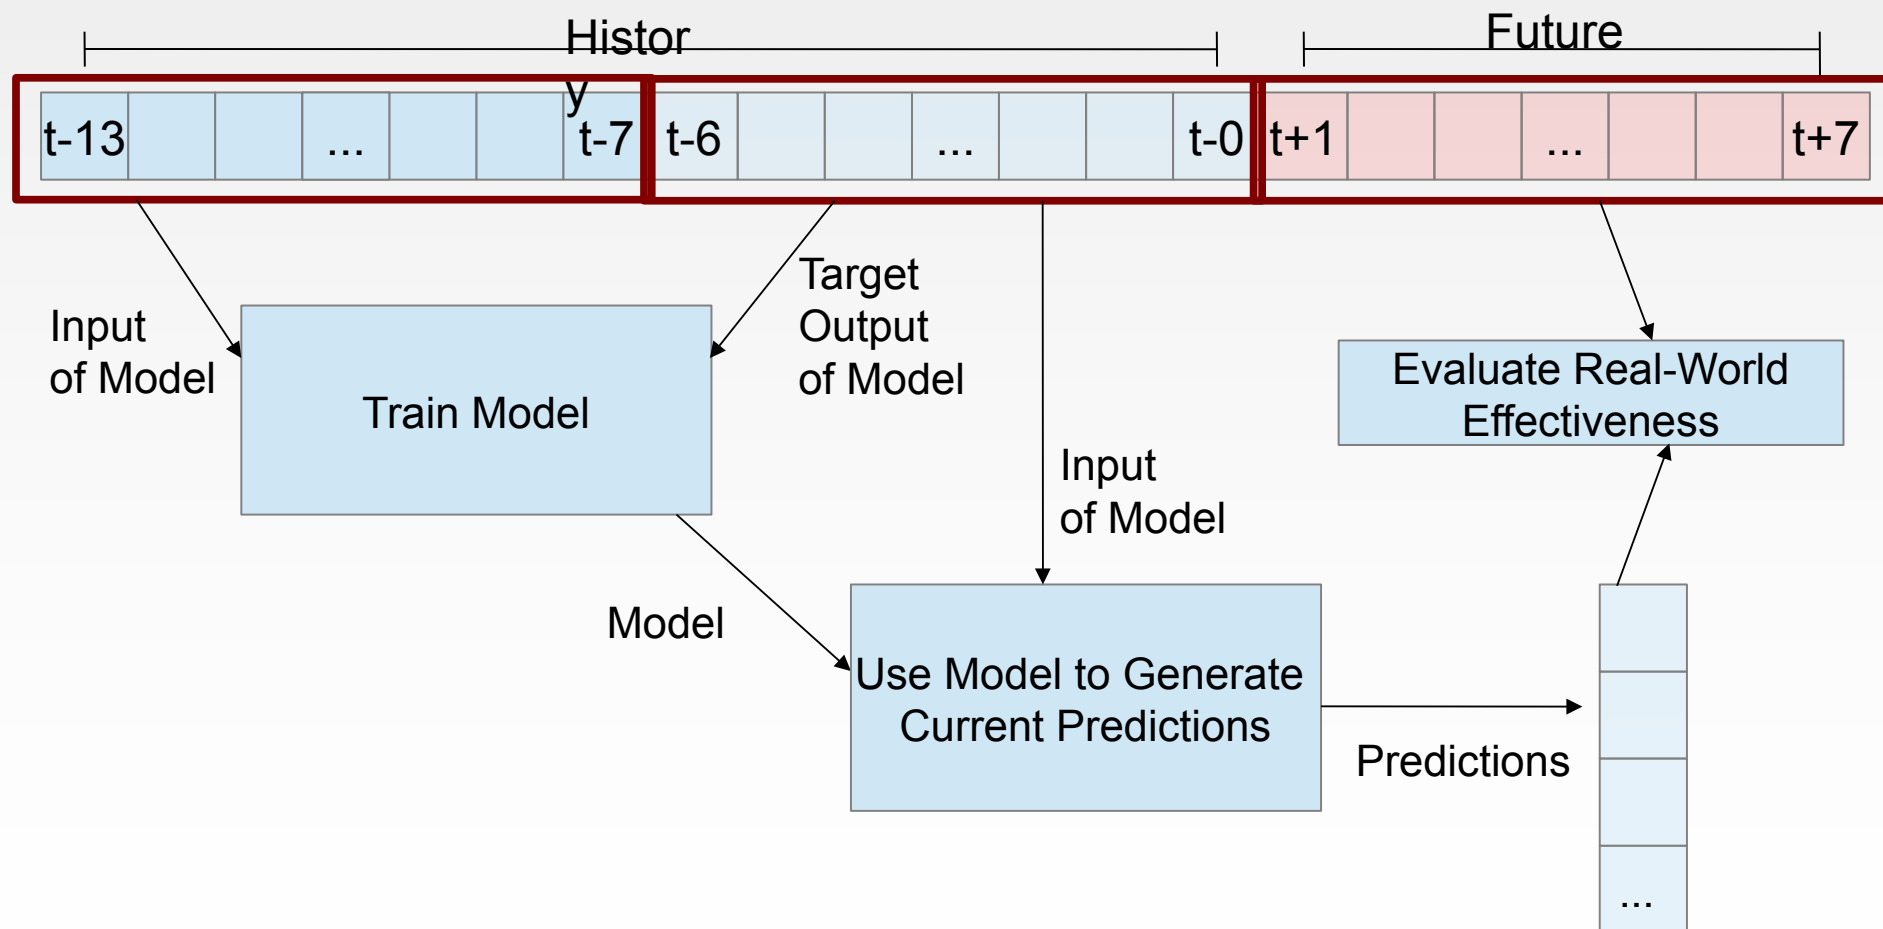 Histor
y
Future
t-13
...
t-7
t-6
...
t-0
t+1
...
t+7
Input
of Model
Target
Output
of Model
Train Model
Evaluate Real-World
Effectiveness
Input
of Model
Model
Use Model to Generate
Current Predictions
Predictions
...